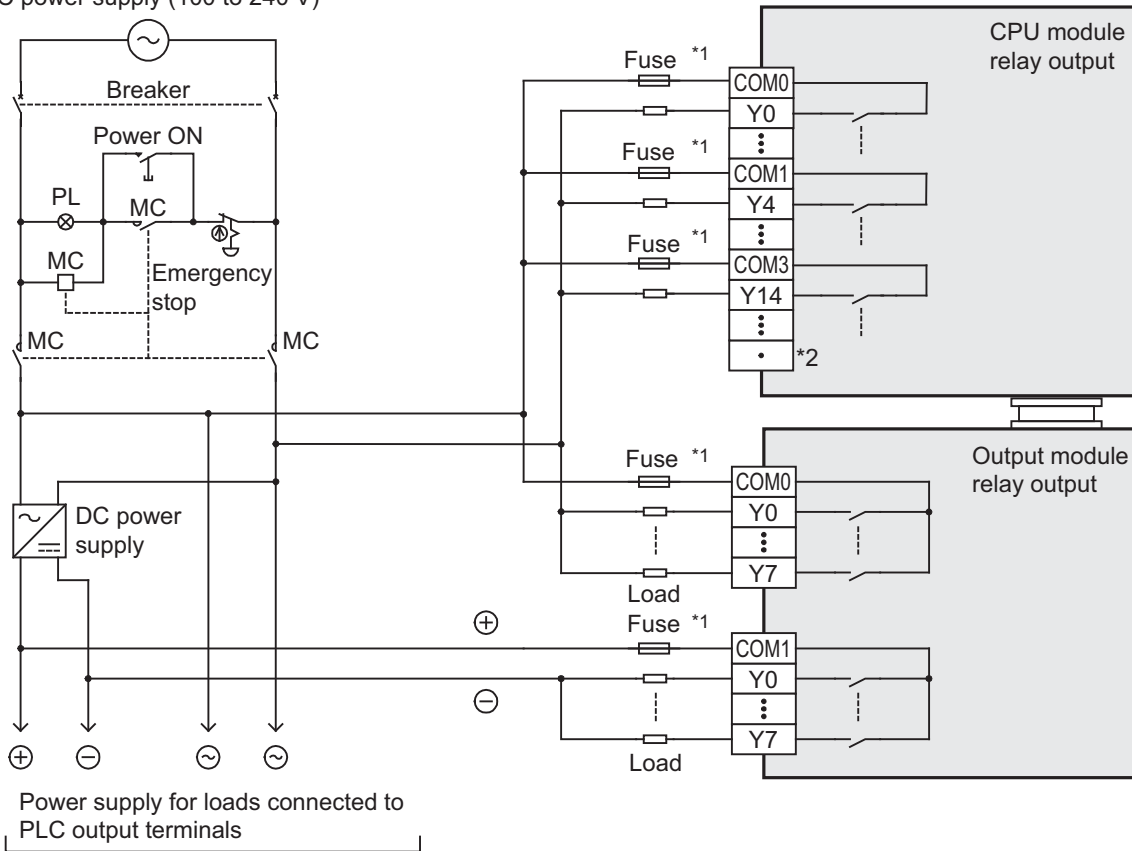 C power supply (100 to 240 V)
Breaker
Power ON
PL
MC
MC
Emergency
stop
MC
MC
DC power
supply
Power supply for loads connected to
PLC output terminals
CPU module
relay output
Fuse *1
COM0
Y0
Fuse *1
COM1
Y4
Fuse *1
COM3
Y14
*2
Output module
relay output
Fuse *1
COM0
Y0
Y7
Load
Fuse *1
COM1
Y0
Y7
Load